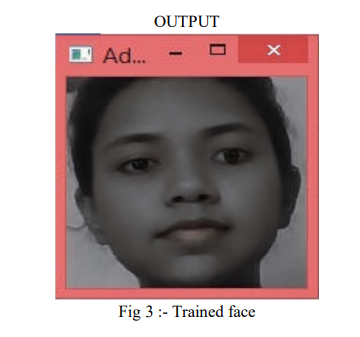 OUTPUT
Ad...
Fig 3 :- Trained face